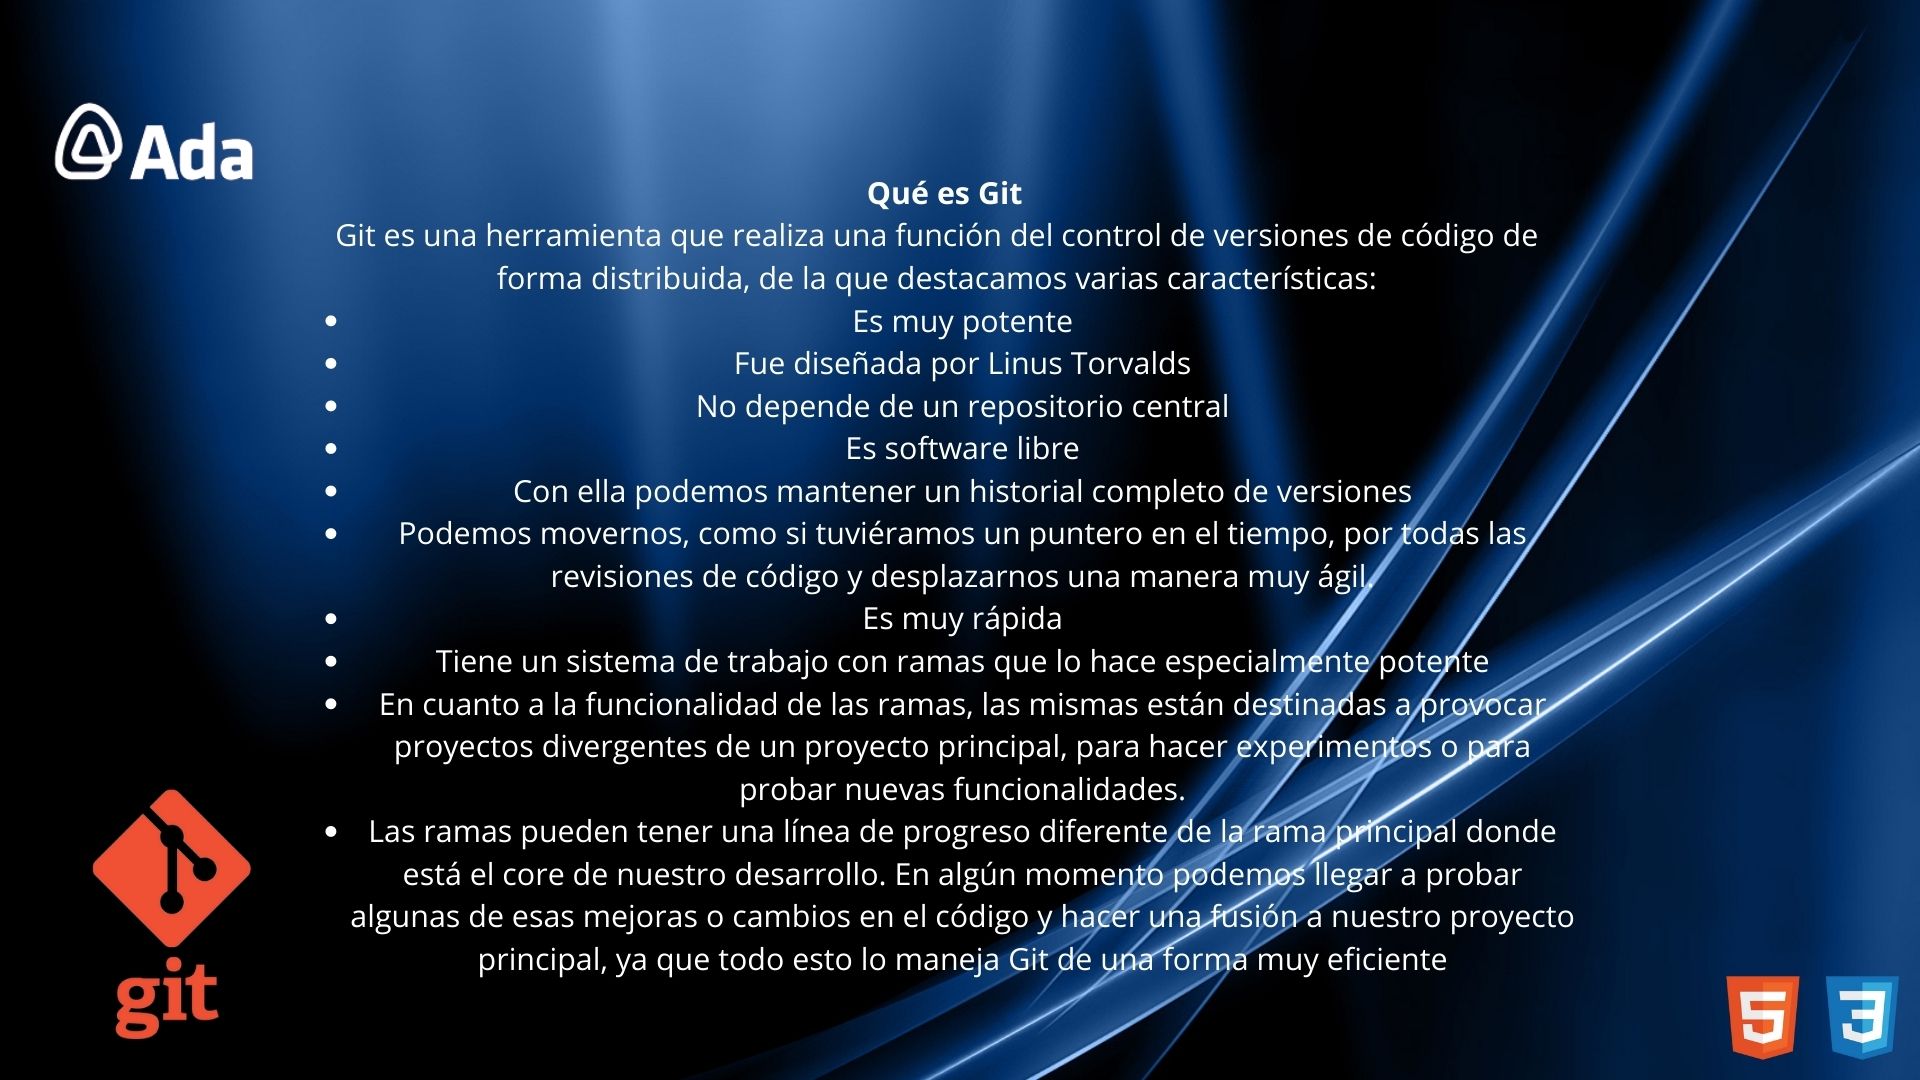 Ada
Qué es Git
Git es una herramienta que realiza una función del control de versiones de código de
forma distribuida, de la que destacamos varias características:
Es muy potente
Fue diseñada por Linus Torvalds
No depende de un repositorio central
Es software libre
Con ella podemos mantener un historial completo de versiones
Podemos movernos, como si tuviéramos un puntero en el tiempo, por todas las
revisiones de código y desplazarnos una manera muy ágil.
Es muy rápida
Tiene un sistema de trabajo con ramas que lo hace especialmente potente
En cuanto a la funcionalidad de las ramas, las mismas están destinadas a provocar
proyectos divergentes de un proyecto principal, para hacer experimentos o para
probar nuevas funcionalidades.
Las ramas pueden tener una línea de progreso diferente de la rama principal donde
está el core de nuestro desarrollo. En algún momento podemos llegar a probar
algunas de esas mejoras o cambios en el código y hacer una fusión a nuestro proyecto
principal, ya que todo esto lo maneja Git de una forma muy eficiente
git
5
3